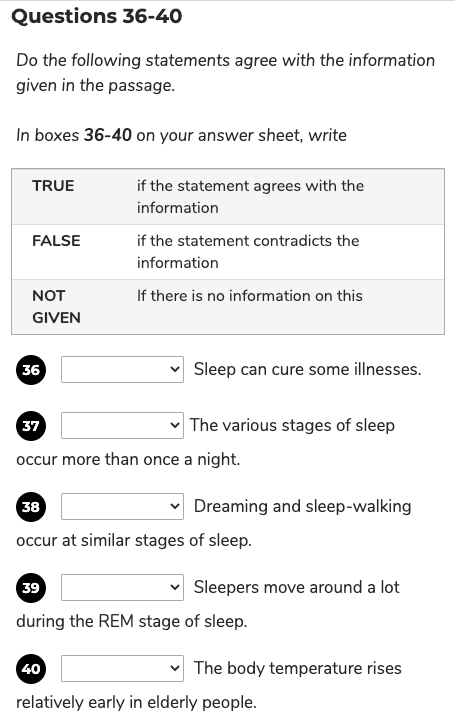 Questions 36-40
Do the following statements agree with the information
given in the passage.
In boxes 36-40 on your answer sheet, write
TRUE if the statement agrees with the
information
FALSE if the statement contradicts the
information
NOT If there is no information on this
GIVEN
36 Sleep can cure some illnesses.
37 The various stages of sleep
occur more than once a night.
38 Dreaming and sleep-walking
occur at similar stages of sleep.
39 Sleepers move around a lot
during the REM stage of sleep.
40 The body temperature rises
relatively early in elderly people.